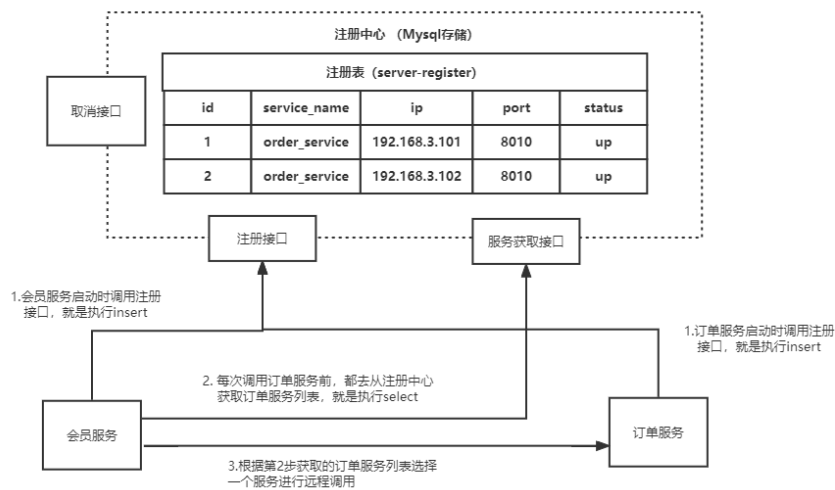 注册中心 （Mysql存储）
注册表（server-register）
id service_name ip port status
1 order_service 192.168.3.101 8010 up
2 order_service 192.168.3.102 8010 up
取消接口
注册接口
服务获取接口
1.会员服务启动时调用注册
接口，就是执行insert
1.订单服务启动时调用注册
接口，就是执行insert
2. 每次调用订单服务前，都去从注册中心
获取订单服务列表，就是执行select
会员服务
订单服务
3.根据第2步获取的订单服务列表选择
一个服务进行远程调用